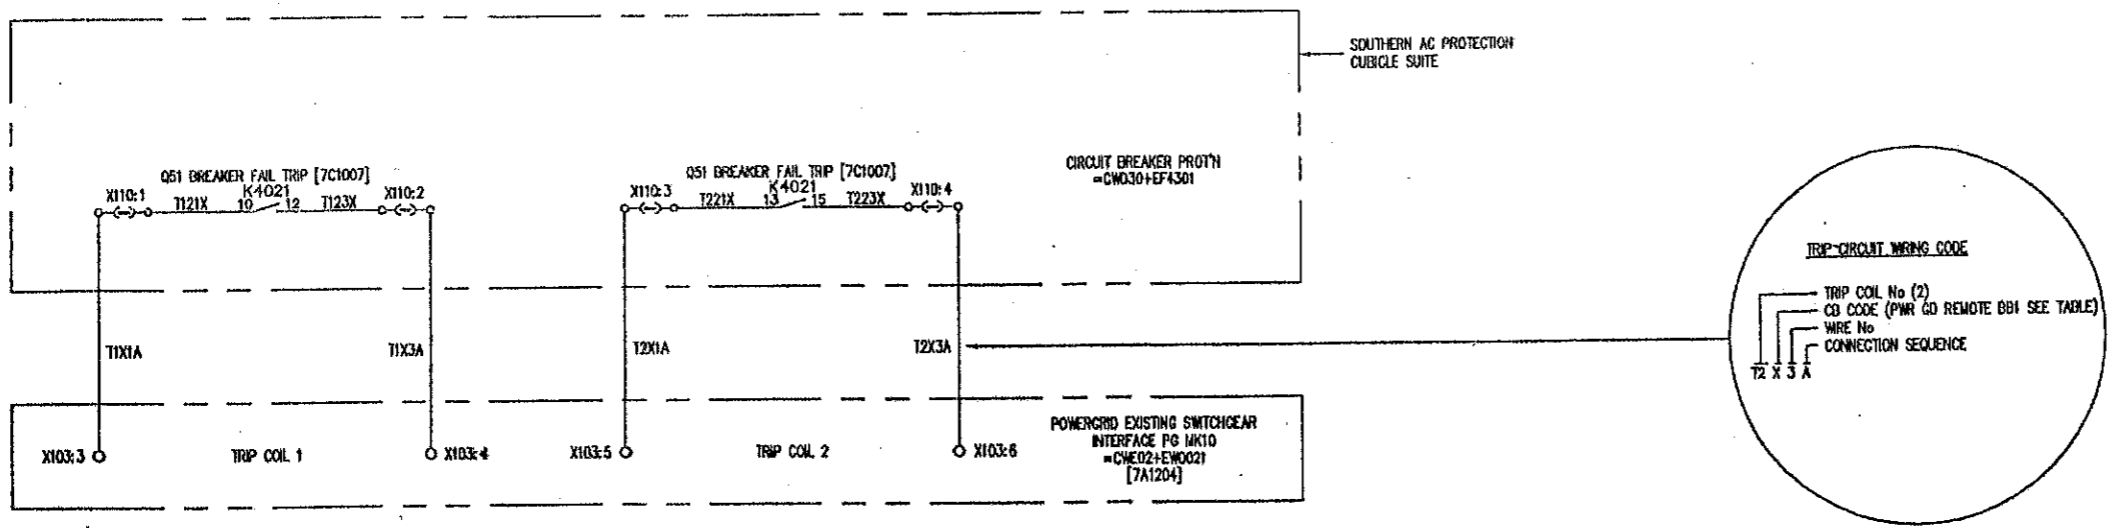 SOUTHERN AC PROTECTION
CUBICLE SUITE
CIRCUIT BREAKER PROT'N
=CWD30+EF4301
Q51 BREAKER FAIL TRIP [7C1007]
X110:1
K4021
X110:2
T121X
10
12
T123X
Q51 BREAKER FAIL TRIP [7C1007]
X110:3
K4021
X110:4
T221X
13
15
T223X
T1X1A
T1X3A
T2X1A
T2X3A
TRIP CIRCUIT WIRING CODE
TRIP COIL No (2)
CB CODE (PWR GD REMOTE BB1 SEE TABLE)
WIRE No
CONNECTION SEQUENCE
T2 X 3 A
POWERGRID EXISTING SWITCHGEAR
INTERFACE PG MK10
=CWE02+EW0021
[7A1204]
X103:3
TRIP COIL 1
X103:4
X103:5
TRIP COIL 2
X103:6